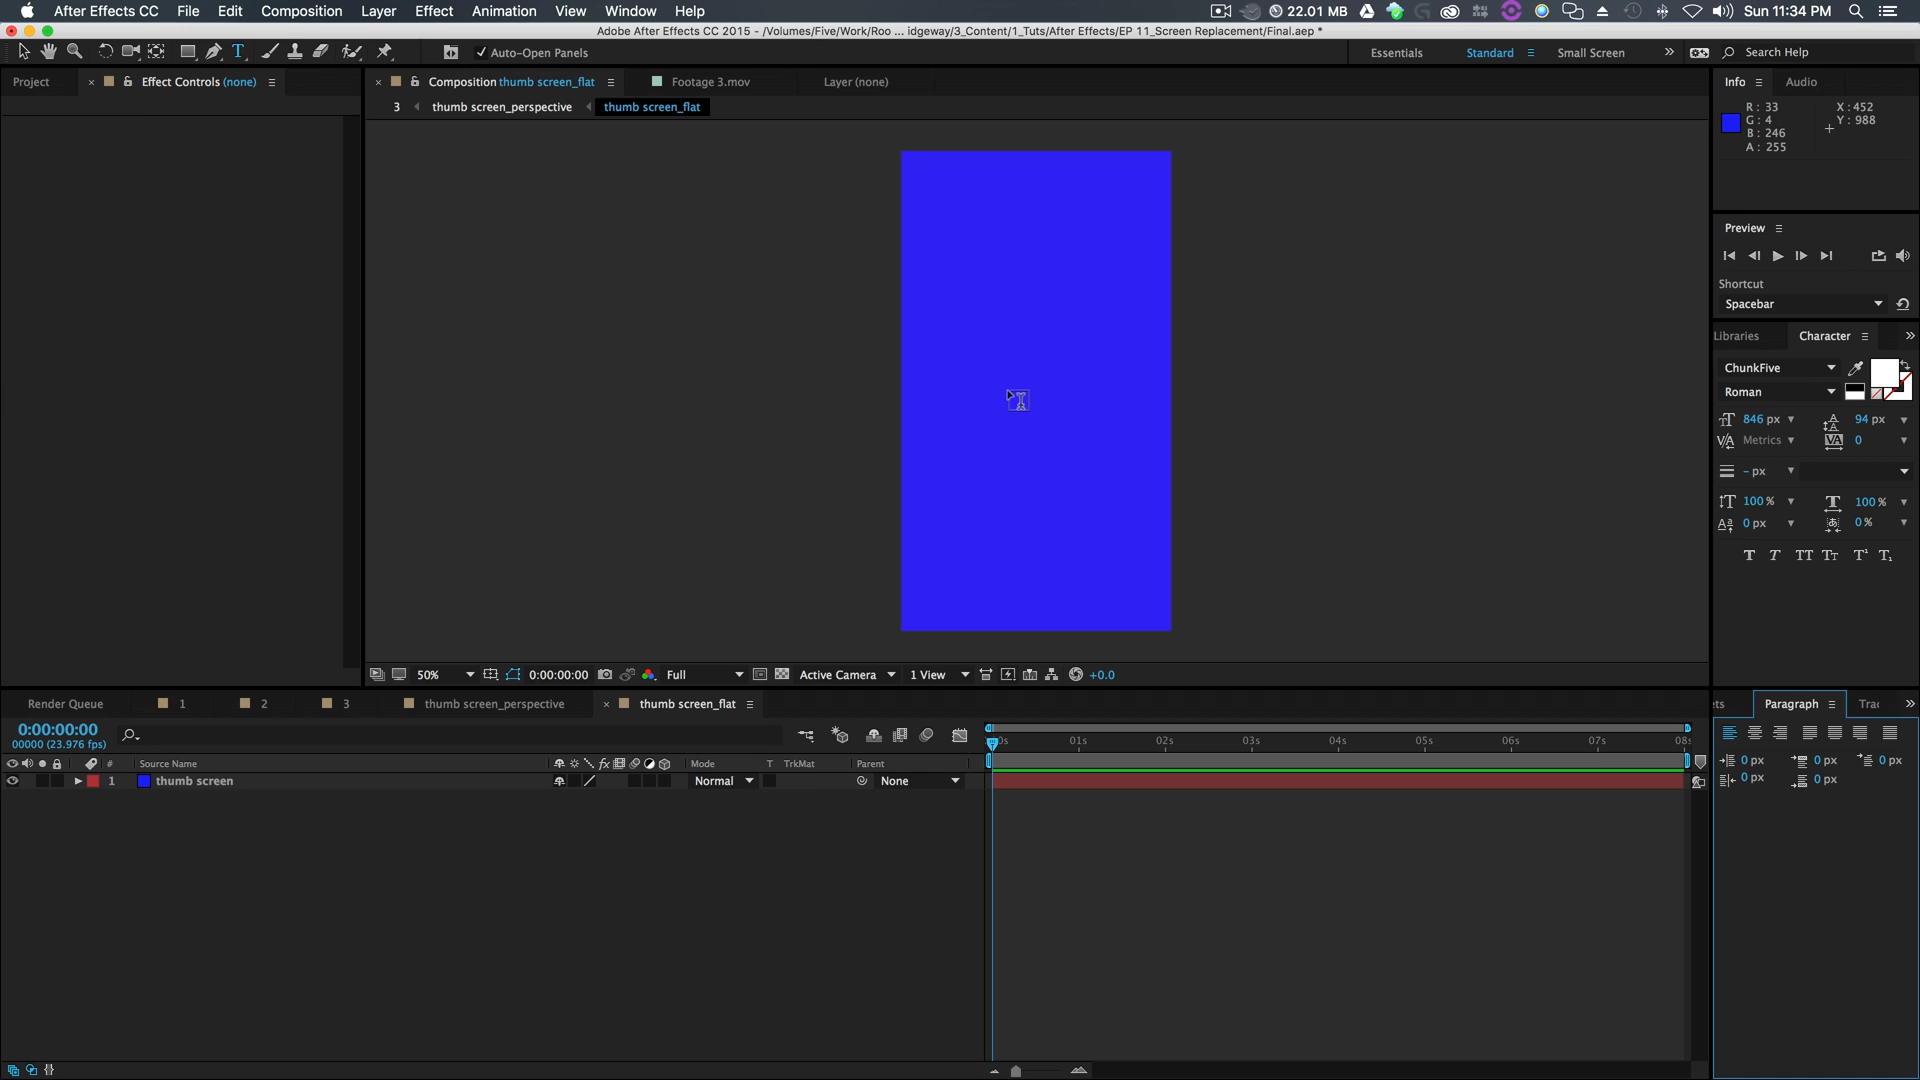 After Effects CC File Edit Composition Layer Effect Animation View Window Help 22.01 MB Sun 11:34 PM
Adobe After Effects CC 2015 - /Volumes/Five/Work/Roo ... idgeway/3_Content/1_Tuts/After Effects/EP 11_Screen Replacement/Final.aep *
Auto-Open Panels Essentials Standard Small Screen Search Help
Project Effect Controls (none) Composition thumb screen_flat Footage 3.mov Layer (none) Info Audio
3 thumb screen_perspective thumb screen_flat
R: 33 X: 452
G: 4 Y: 988
B: 246
A: 255
Preview
Shortcut
Spacebar
Libraries Character
ChunkFive
Roman
846 px 94 px
Metrics 0
- px
100 % 100 %
0 px 0 %
T T TT TT T¹ T₁
50% 0:00:00:00 Full Active Camera 1 View +0.0
Render Queue 1 2 3 thumb screen_perspective thumb screen_flat ets Paragraph Trac
0:00:00:00
00000 (23.976 fps)
0s 01s 02s 03s 04s 05s 06s 07s 08s
# Source Name fx Mode T TrkMat Parent
1 thumb screen Normal None
0 px 0 px 0 px
0 px 0 px